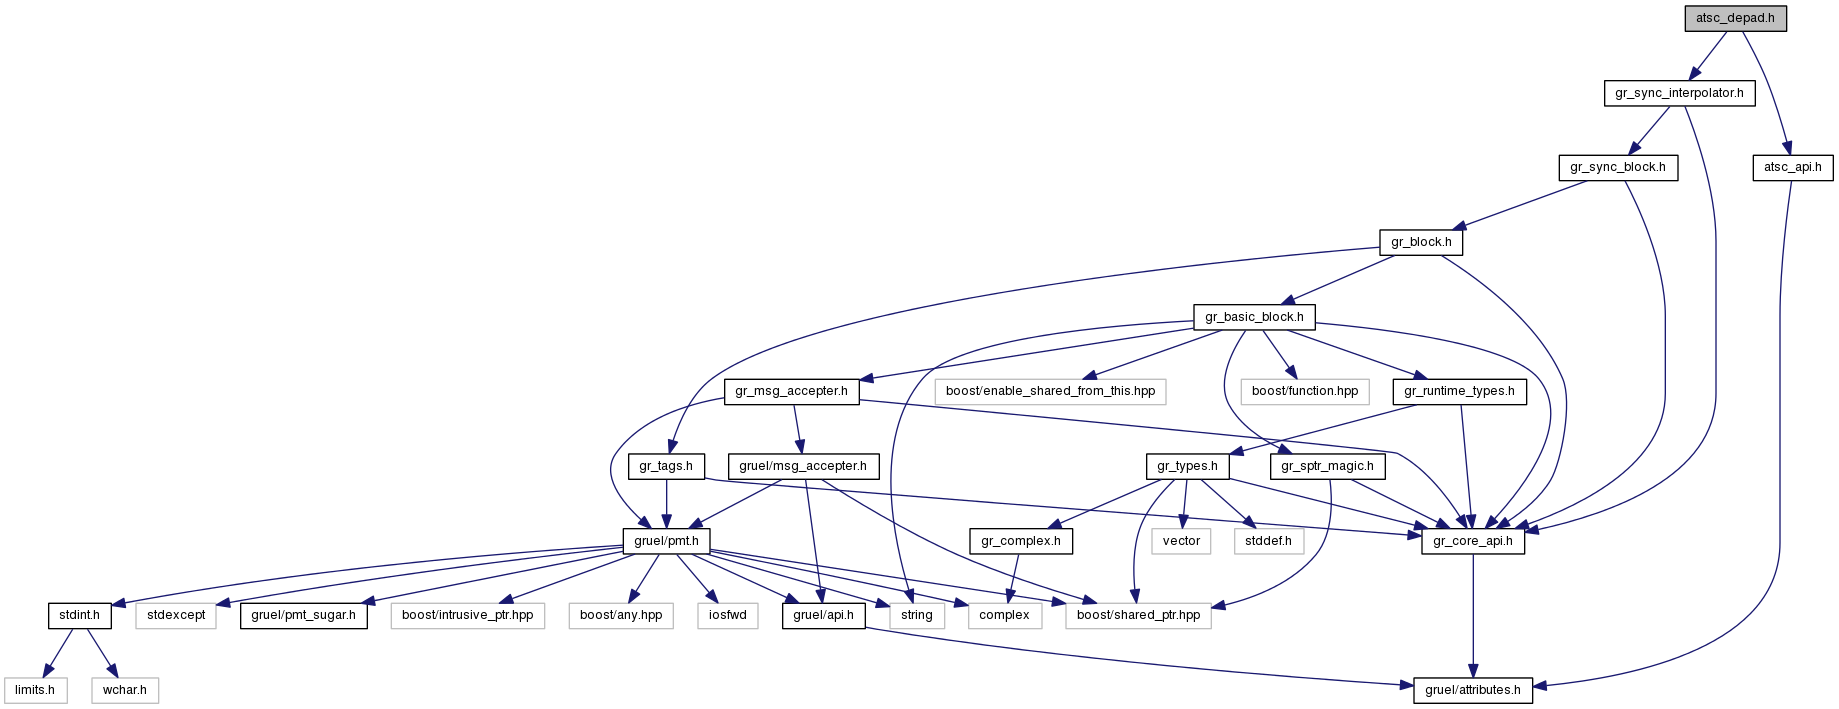 atsc_depad.h
gr_sync_interpolator.h
gr_sync_block.h
atsc_api.h
gr_block.h
gr_basic_block.h
gr_msg_accepter.h
boost/enable_shared_from_this.hpp
boost/function.hpp
gr_runtime_types.h
gr_tags.h
gruel/msg_accepter.h
gr_types.h
gr_sptr_magic.h
gruel/pmt.h
gr_complex.h
vector
stddef.h
gr_core_api.h
stdint.h
stdexcept
gruel/pmt_sugar.h
boost/intrusive_ptr.hpp
boost/any.hpp
iosfwd
gruel/api.h
string
complex
boost/shared_ptr.hpp
limits.h
wchar.h
gruel/attributes.h